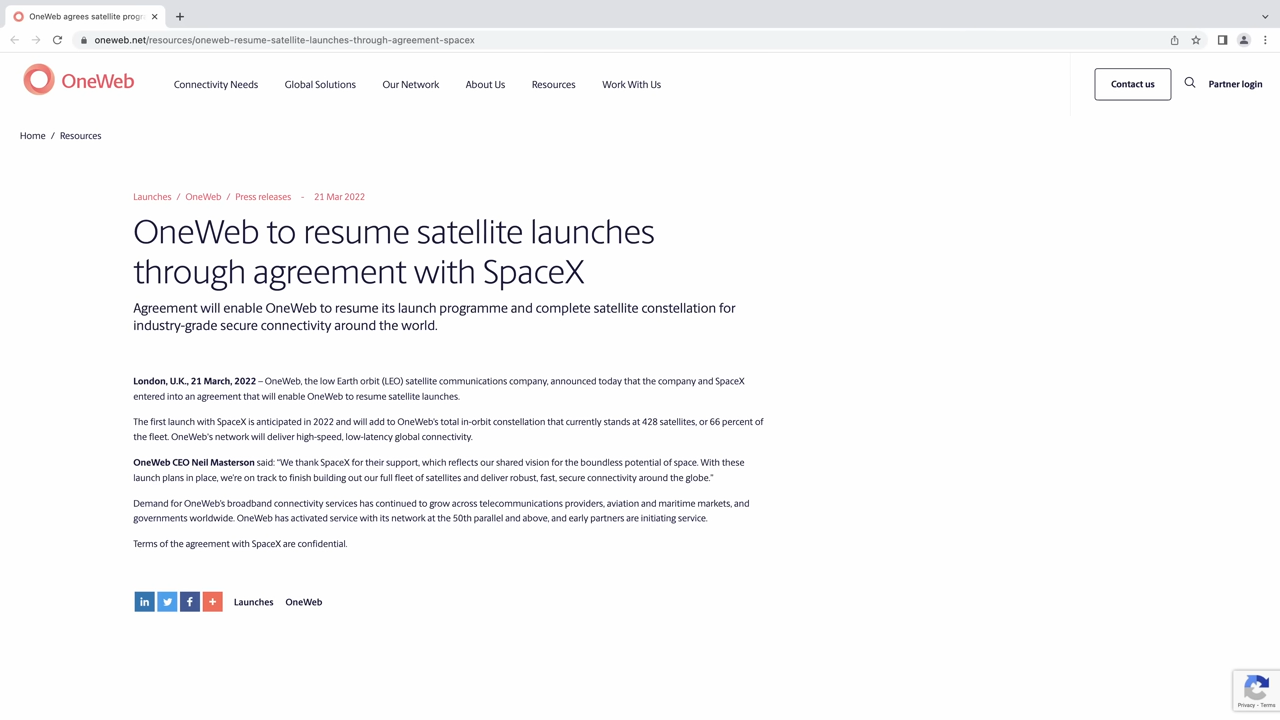 OneWeb agrees satellite progr
oneweb.net/resources/oneweb-resume-satellite-launches-through-agreement-spacex
OneWeb
Connectivity Needs
Global Solutions
Our Network
About Us
Resources
Work With Us
Contact us
Partner login
Home / Resources
Launches / OneWeb / Press releases - 21 Mar 2022
OneWeb to resume satellite launches
through agreement with SpaceX
Agreement will enable OneWeb to resume its launch programme and complete satellite constellation for
industry-grade secure connectivity around the world.
London, U.K., 21 March, 2022 – OneWeb, the low Earth orbit (LEO) satellite communications company, announced today that the company and SpaceX
entered into an agreement that will enable OneWeb to resume satellite launches.
The first launch with SpaceX is anticipated in 2022 and will add to OneWeb's total in-orbit constellation that currently stands at 428 satellites, or 66 percent of
the fleet. OneWeb's network will deliver high-speed, low-latency global connectivity.
OneWeb CEO Neil Masterson said: “We thank SpaceX for their support, which reflects our shared vision for the boundless potential of space. With these
launch plans in place, we're on track to finish building out our full fleet of satellites and deliver robust, fast, secure connectivity around the globe.”
Demand for OneWeb's broadband connectivity services has continued to grow across telecommunications providers, aviation and maritime markets, and
governments worldwide. OneWeb has activated service with its network at the 50th parallel and above, and early partners are initiating service.
Terms of the agreement with SpaceX are confidential.
in
f
+
Launches
OneWeb
Privacy - Terms